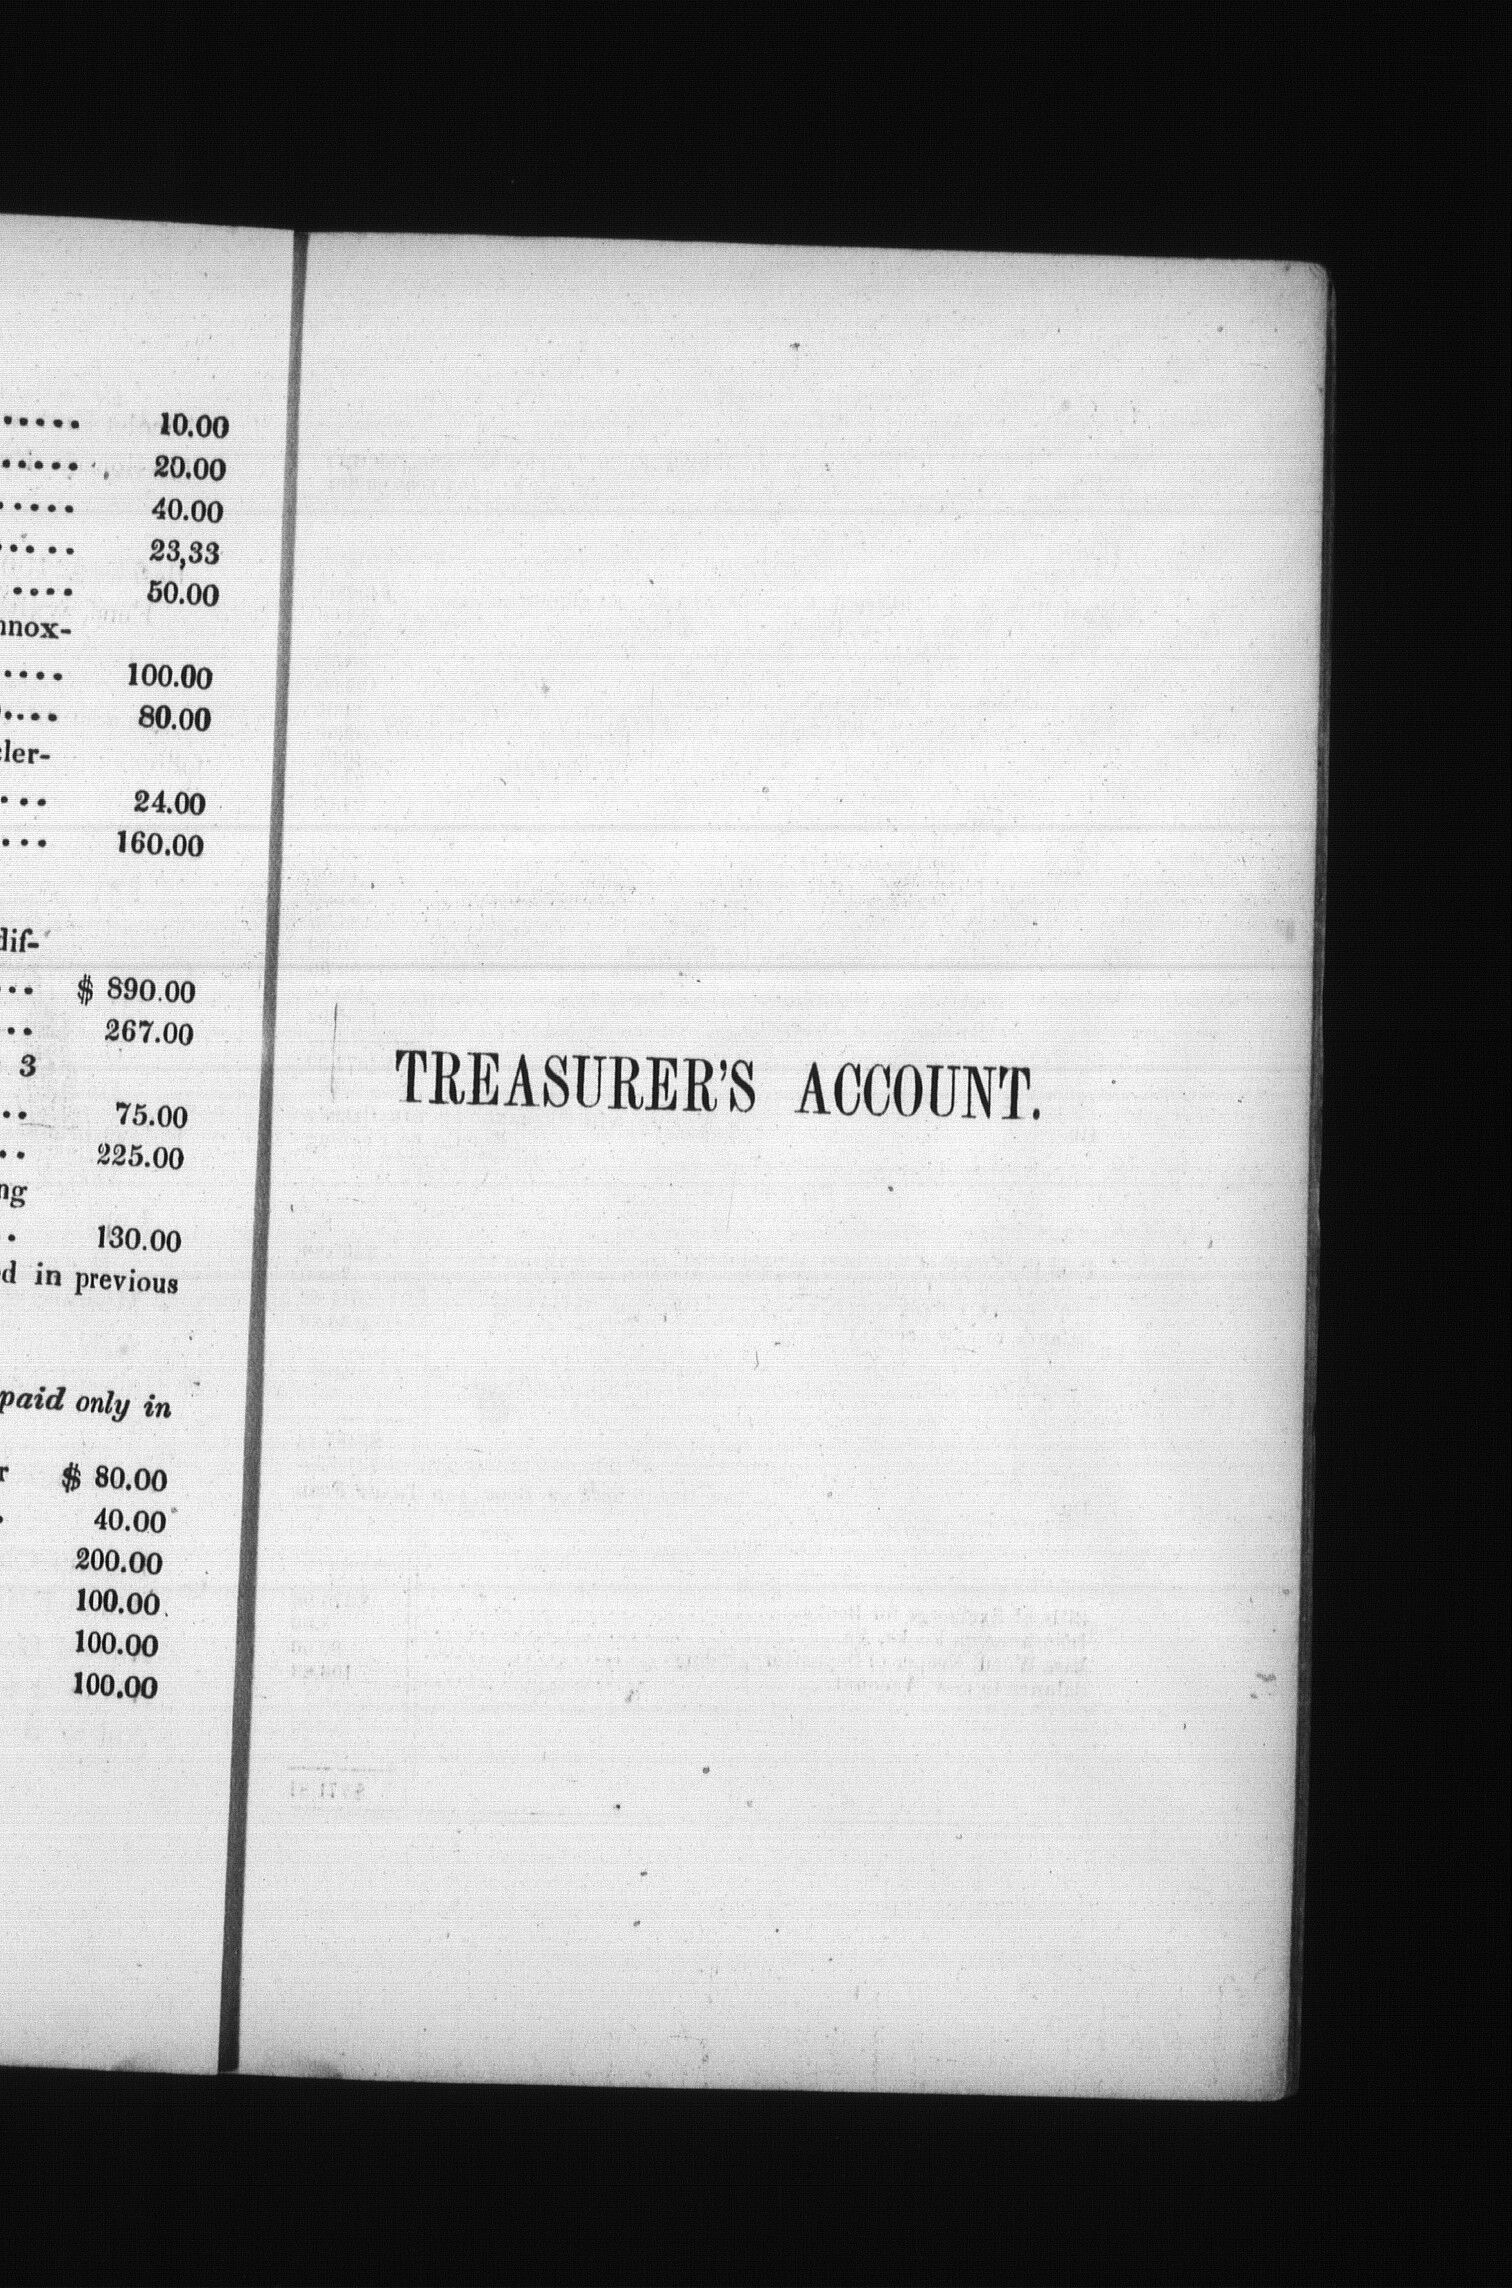 ..... 10.00
..... 20.00
..... 40.00
..... 23,33
.... 50.00
nnox-
.... 100.00
.... 80.00
cler-
... 24.00
... 160.00
dif-
.. $ 890.00
.. 267.00
3
.. 75.00
.. 225.00
ng
. 130.00
d in previous
paid only in
r $ 80.00
. 40.00
200.00
100.00
100.00
100.00
TREASURER'S ACCOUNT.